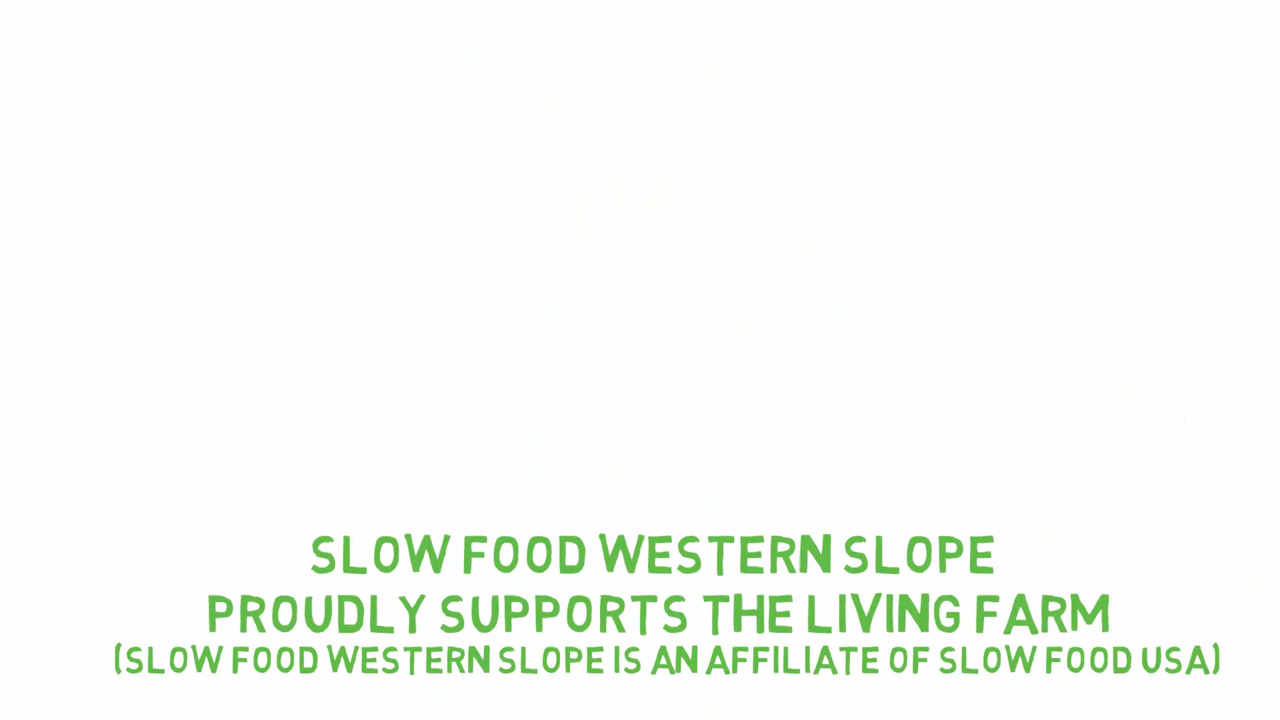 SLOW FOOD WESTERN SLOPE
PROUDLY SUPPORTS THE LIVING FARM
(SLOW FOOD WESTERN SLOPE IS AN AFFILIATE OF SLOW FOOD USA)